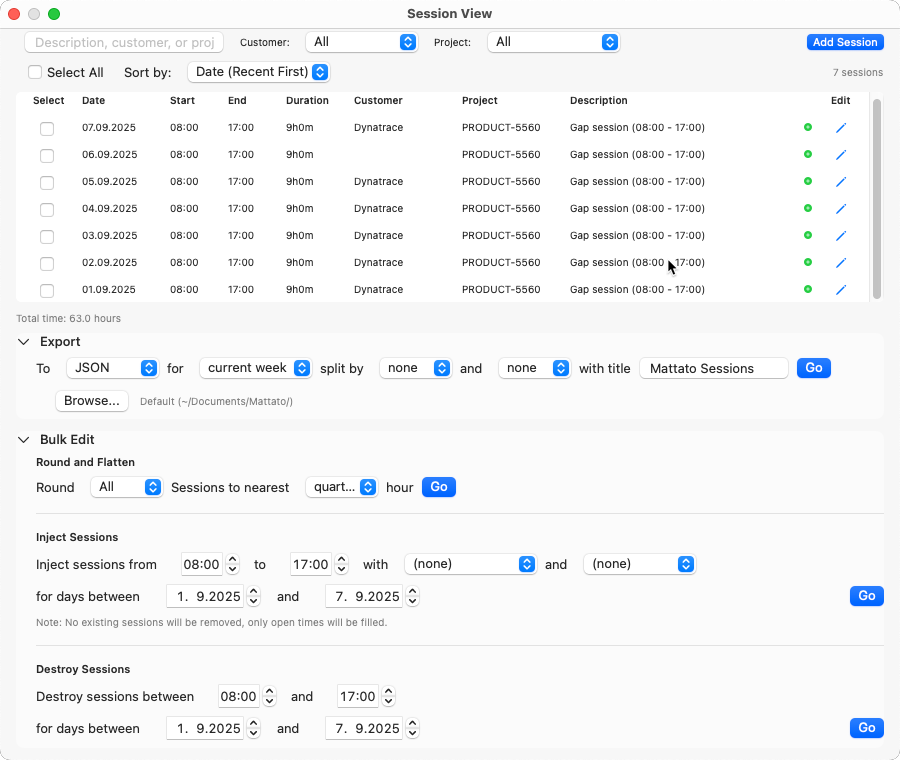 Session View
Description, customer, or proj Customer: All Project: All Add Session
Select All Sort by: Date (Recent First) 7 sessions
Select Date Start End Duration Customer Project Description Edit
07.09.2025 08:00 17:00 9h0m Dynatrace PRODUCT-5560 Gap session (08:00 - 17:00)
06.09.2025 08:00 17:00 9h0m PRODUCT-5560 Gap session (08:00 - 17:00)
05.09.2025 08:00 17:00 9h0m Dynatrace PRODUCT-5560 Gap session (08:00 - 17:00)
04.09.2025 08:00 17:00 9h0m Dynatrace PRODUCT-5560 Gap session (08:00 - 17:00)
03.09.2025 08:00 17:00 9h0m Dynatrace PRODUCT-5560 Gap session (08:00 - 17:00)
02.09.2025 08:00 17:00 9h0m Dynatrace PRODUCT-5560 Gap session (08:00 - 17:00)
01.09.2025 08:00 17:00 9h0m Dynatrace PRODUCT-5560 Gap session (08:00 - 17:00)
Total time: 63.0 hours
Export
To JSON for current week split by none and none with title Mattato Sessions Go
Browse... Default (~/Documents/Mattato/)
Bulk Edit
Round and Flatten
Round All Sessions to nearest quart... hour Go
Inject Sessions
Inject sessions from 08:00 to 17:00 with (none) and (none)
for days between 1. 9.2025 and 7. 9.2025 Go
Note: No existing sessions will be removed, only open times will be filled.
Destroy Sessions
Destroy sessions between 08:00 and 17:00
for days between 1. 9.2025 and 7. 9.2025 Go